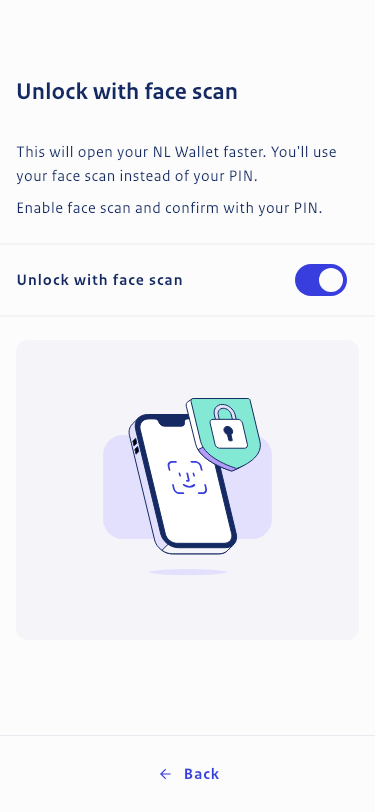 Unlock with face scan
This will open your NL Wallet faster. You'll use
your face scan instead of your PIN.
Enable face scan and confirm with your PIN.
Unlock with face scan
Back